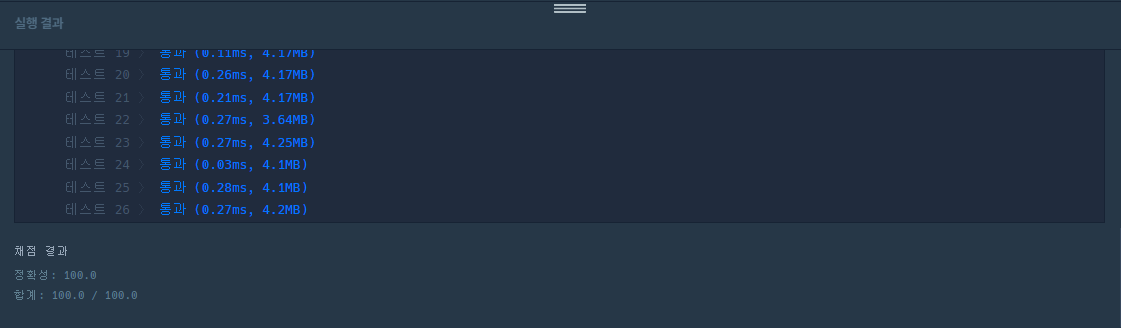 실행 결과
테스트 19 〉 통과 (0.11ms, 4.17MB)
테스트 20 〉 통과 (0.26ms, 4.17MB)
테스트 21 〉 통과 (0.21ms, 4.17MB)
테스트 22 〉 통과 (0.27ms, 3.64MB)
테스트 23 〉 통과 (0.27ms, 4.25MB)
테스트 24 〉 통과 (0.03ms, 4.1MB)
테스트 25 〉 통과 (0.28ms, 4.1MB)
테스트 26 〉 통과 (0.27ms, 4.2MB)
채점 결과
정확성: 100.0
합계: 100.0 / 100.0